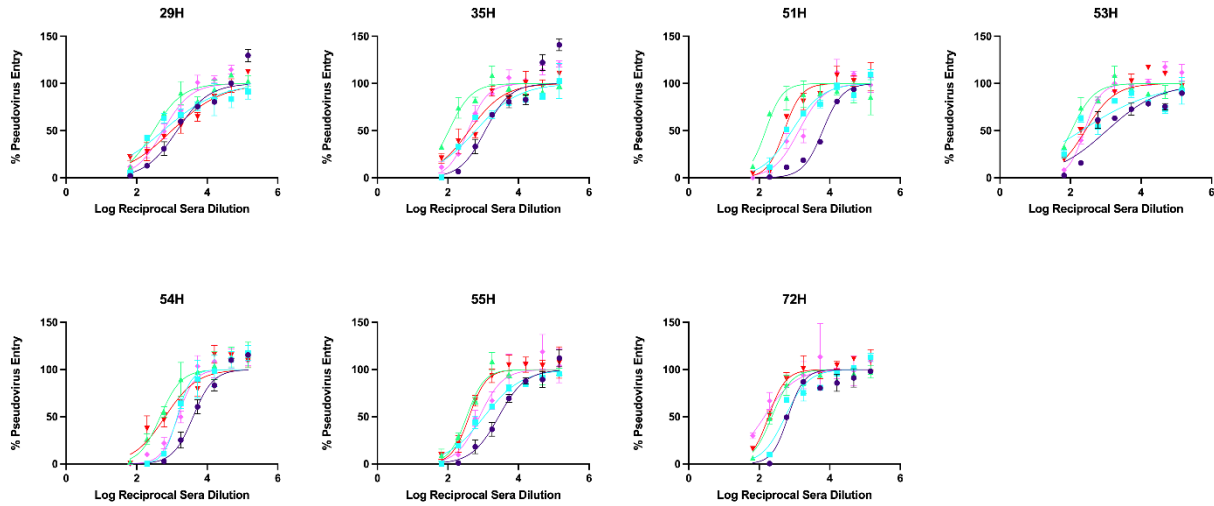 29H
35H
51H
53H
% Pseudovirus Entry
150
100
50
0
0 2 4 6
Log Reciprocal Sera Dilution
% Pseudovirus Entry
150
100
50
0
0 2 4 6
Log Reciprocal Sera Dilution
% Pseudovirus Entry
150
100
50
0
0 2 4 6
Log Reciprocal Sera Dilution
% Pseudovirus Entry
150
100
50
0
0 2 4 6
Log Reciprocal Sera Dilution
54H
55H
72H
% Pseudovirus Entry
150
100
50
0
0 2 4 6
Log Reciprocal Sera Dilution
% Pseudovirus Entry
150
100
50
0
0 2 4 6
Log Reciprocal Sera Dilution
% Pseudovirus Entry
150
100
50
0
0 2 4 6
Log Reciprocal Sera Dilution